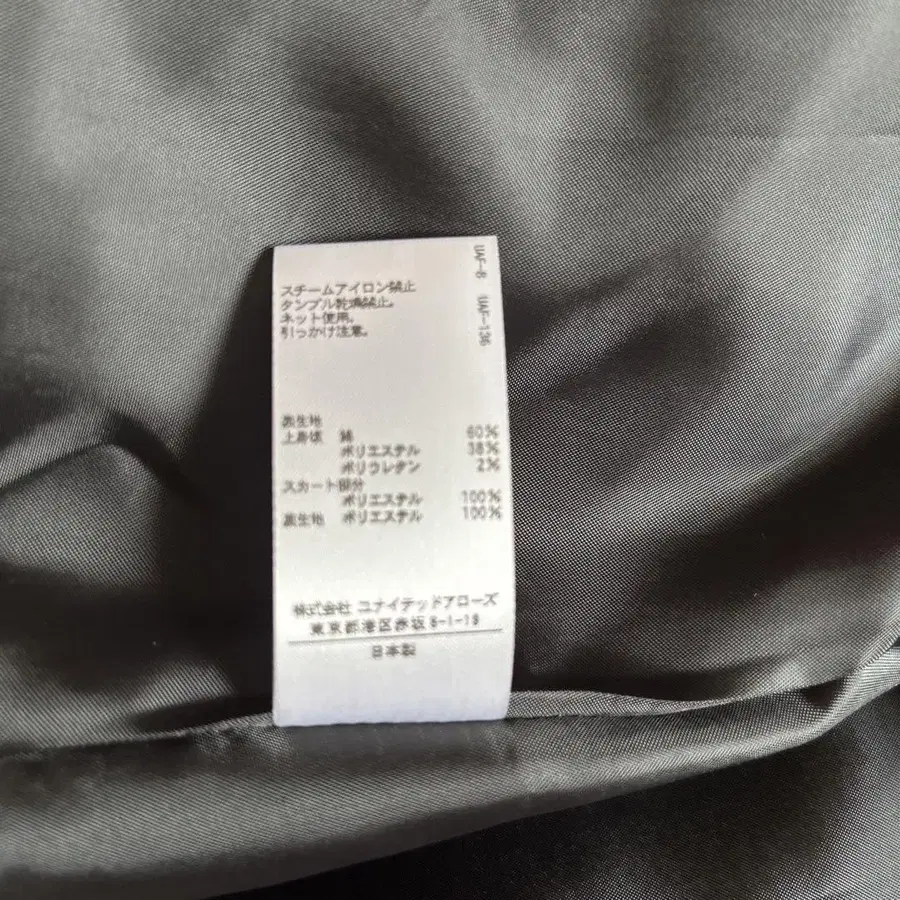 UAF-8 UAF-136
スチームアイロン禁止
タンブル乾燥禁止。
ネット使用。
引っかけ注意。
表生地
上身頃 綿 60%
ポリエステル 38%
ポリウレタン 2%
スカート部分
ポリエステル 100%
裏生地 ポリエステル 100%
株式会社 ユナイテッドアローズ
東京都港区赤坂8-1-19
日本製